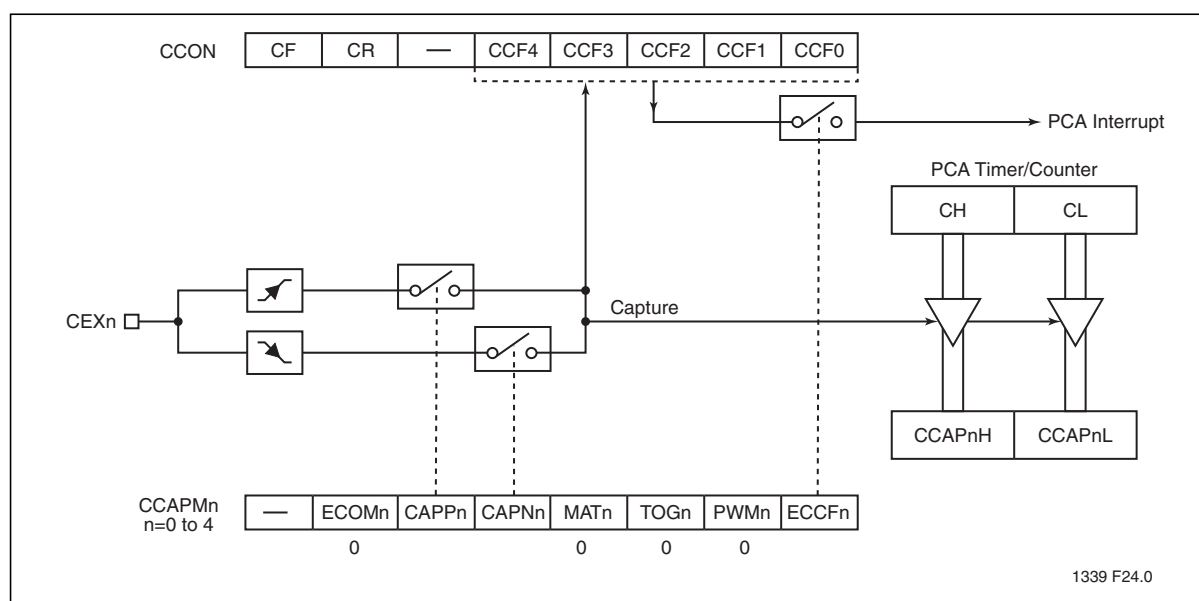 CCON CF CR — CCF4 CCF3 CCF2 CCF1 CCF0
PCA Interrupt
PCA Timer/Counter
CH CL
CEXn
Capture
CCAPnH CCAPnL
CCAPMn
n=0 to 4
— ECOMn CAPPn CAPNn MATn TOGn PWMn ECCFn
0 0 0 0
1339 F24.0